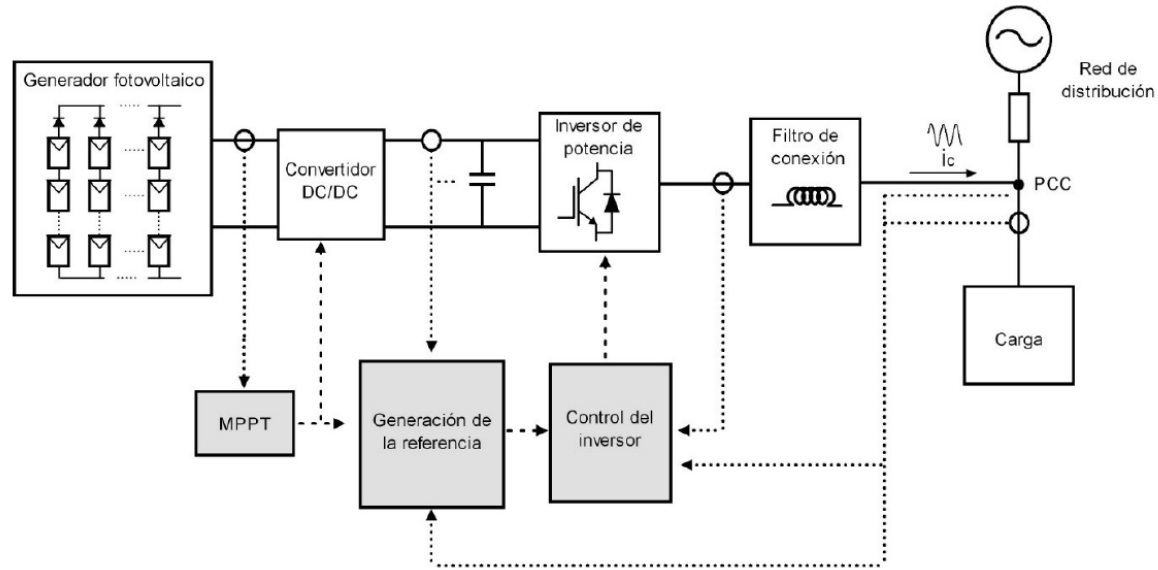 Generador fotovoltaico
Convertidor
DC/DC
Inversor de
potencia
Filtro de
conexión
ic
Red de
distribución
PCC
Carga
MPPT
Generación de
la referencia
Control del
inversor